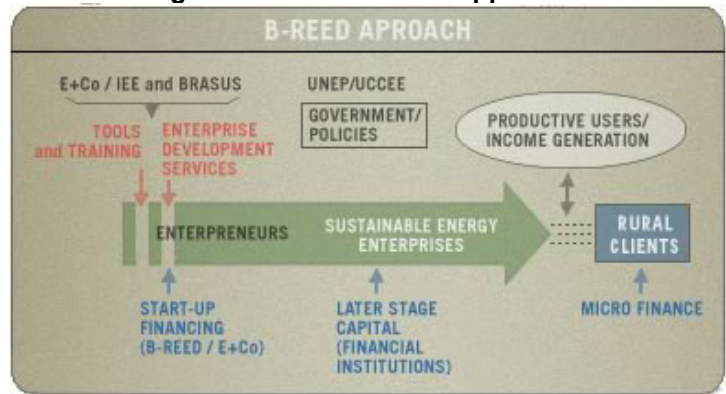 B-REED APROACH
E+Co / IEE and BRASUS
UNEP/UCCEE
GOVERNMENT/
POLICIES
PRODUCTIVE USERS/
INCOME GENERATION
TOOLS
and TRAINING
ENTERPRISE
DEVELOPMENT
SERVICES
ENTERPRENEURS
SUSTAINABLE ENERGY
ENTERPRISES
RURAL
CLIENTS
START-UP
FINANCING
(B-REED / E+Co)
LATER STAGE
CAPITAL
(FINANCIAL
INSTITUTIONS)
MICRO FINANCE